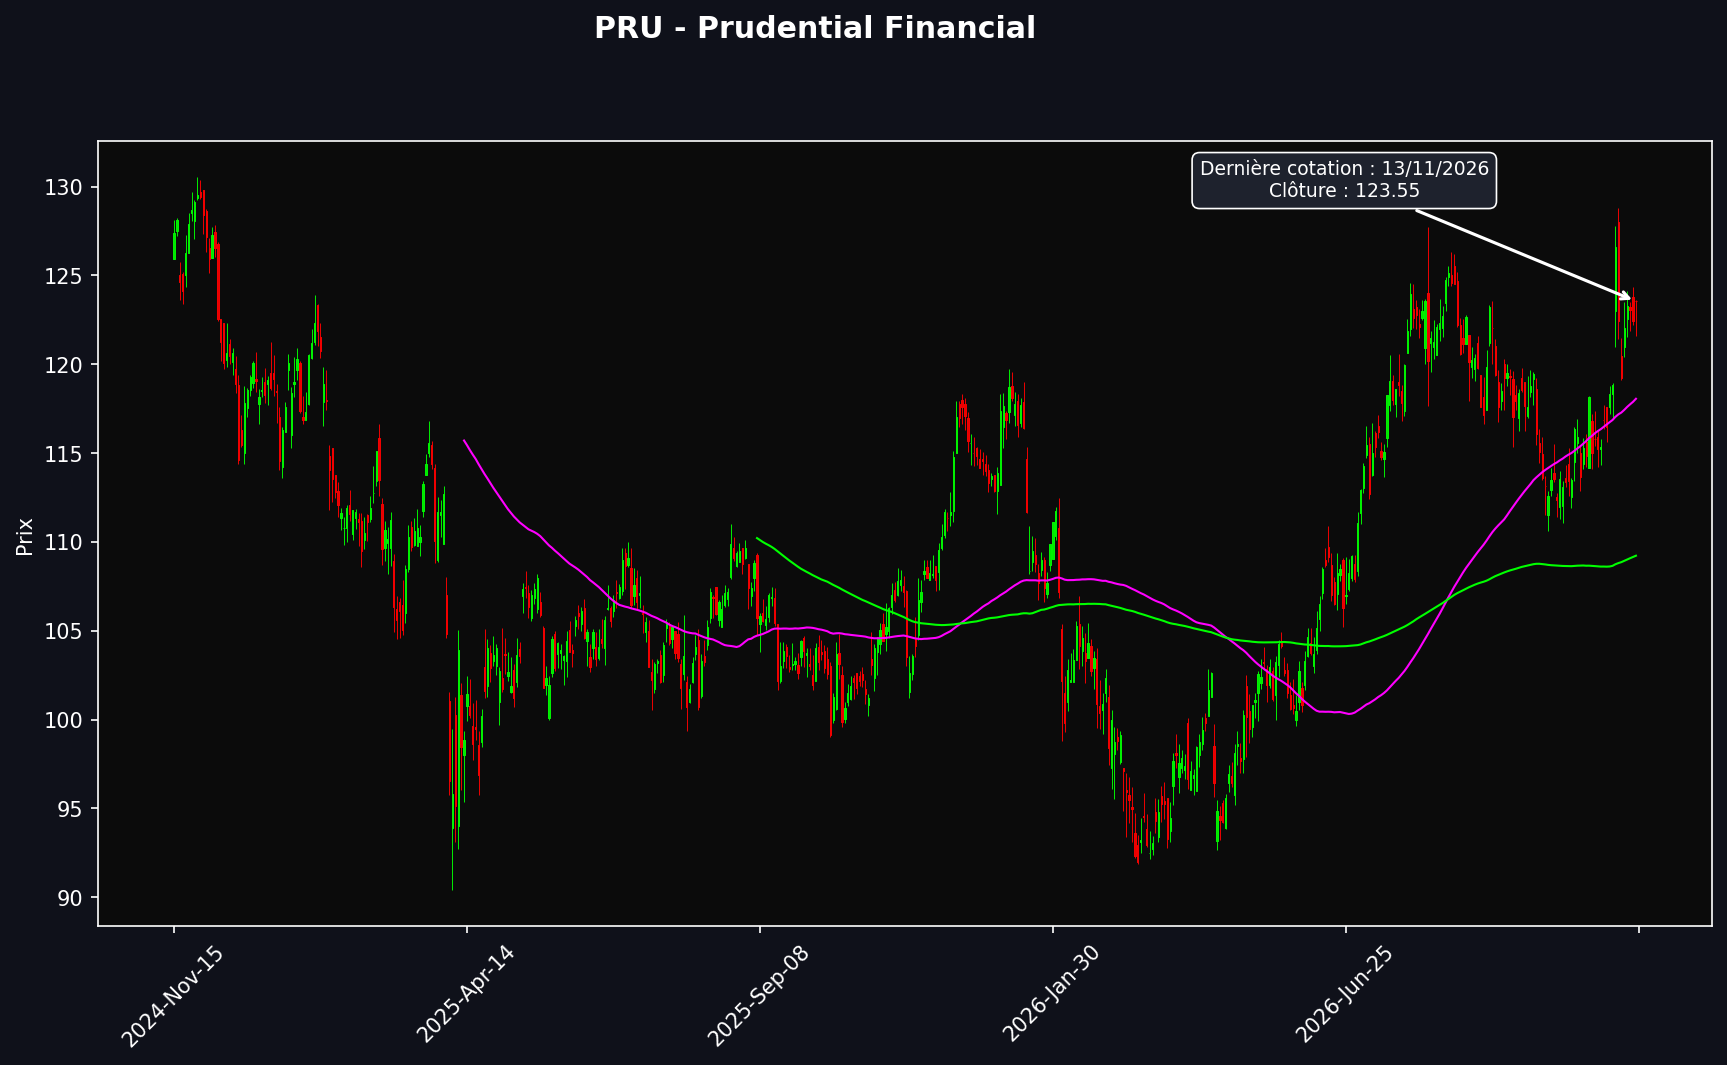 PRU - Prudential Financial
Dernière cotation : 13/11/2026
Clôture : 123.55
Prix
130
125
120
115
110
105
100
95
90
2024-Nov-15
2025-Apr-14
2025-Sep-08
2026-Jan-30
2026-Jun-25